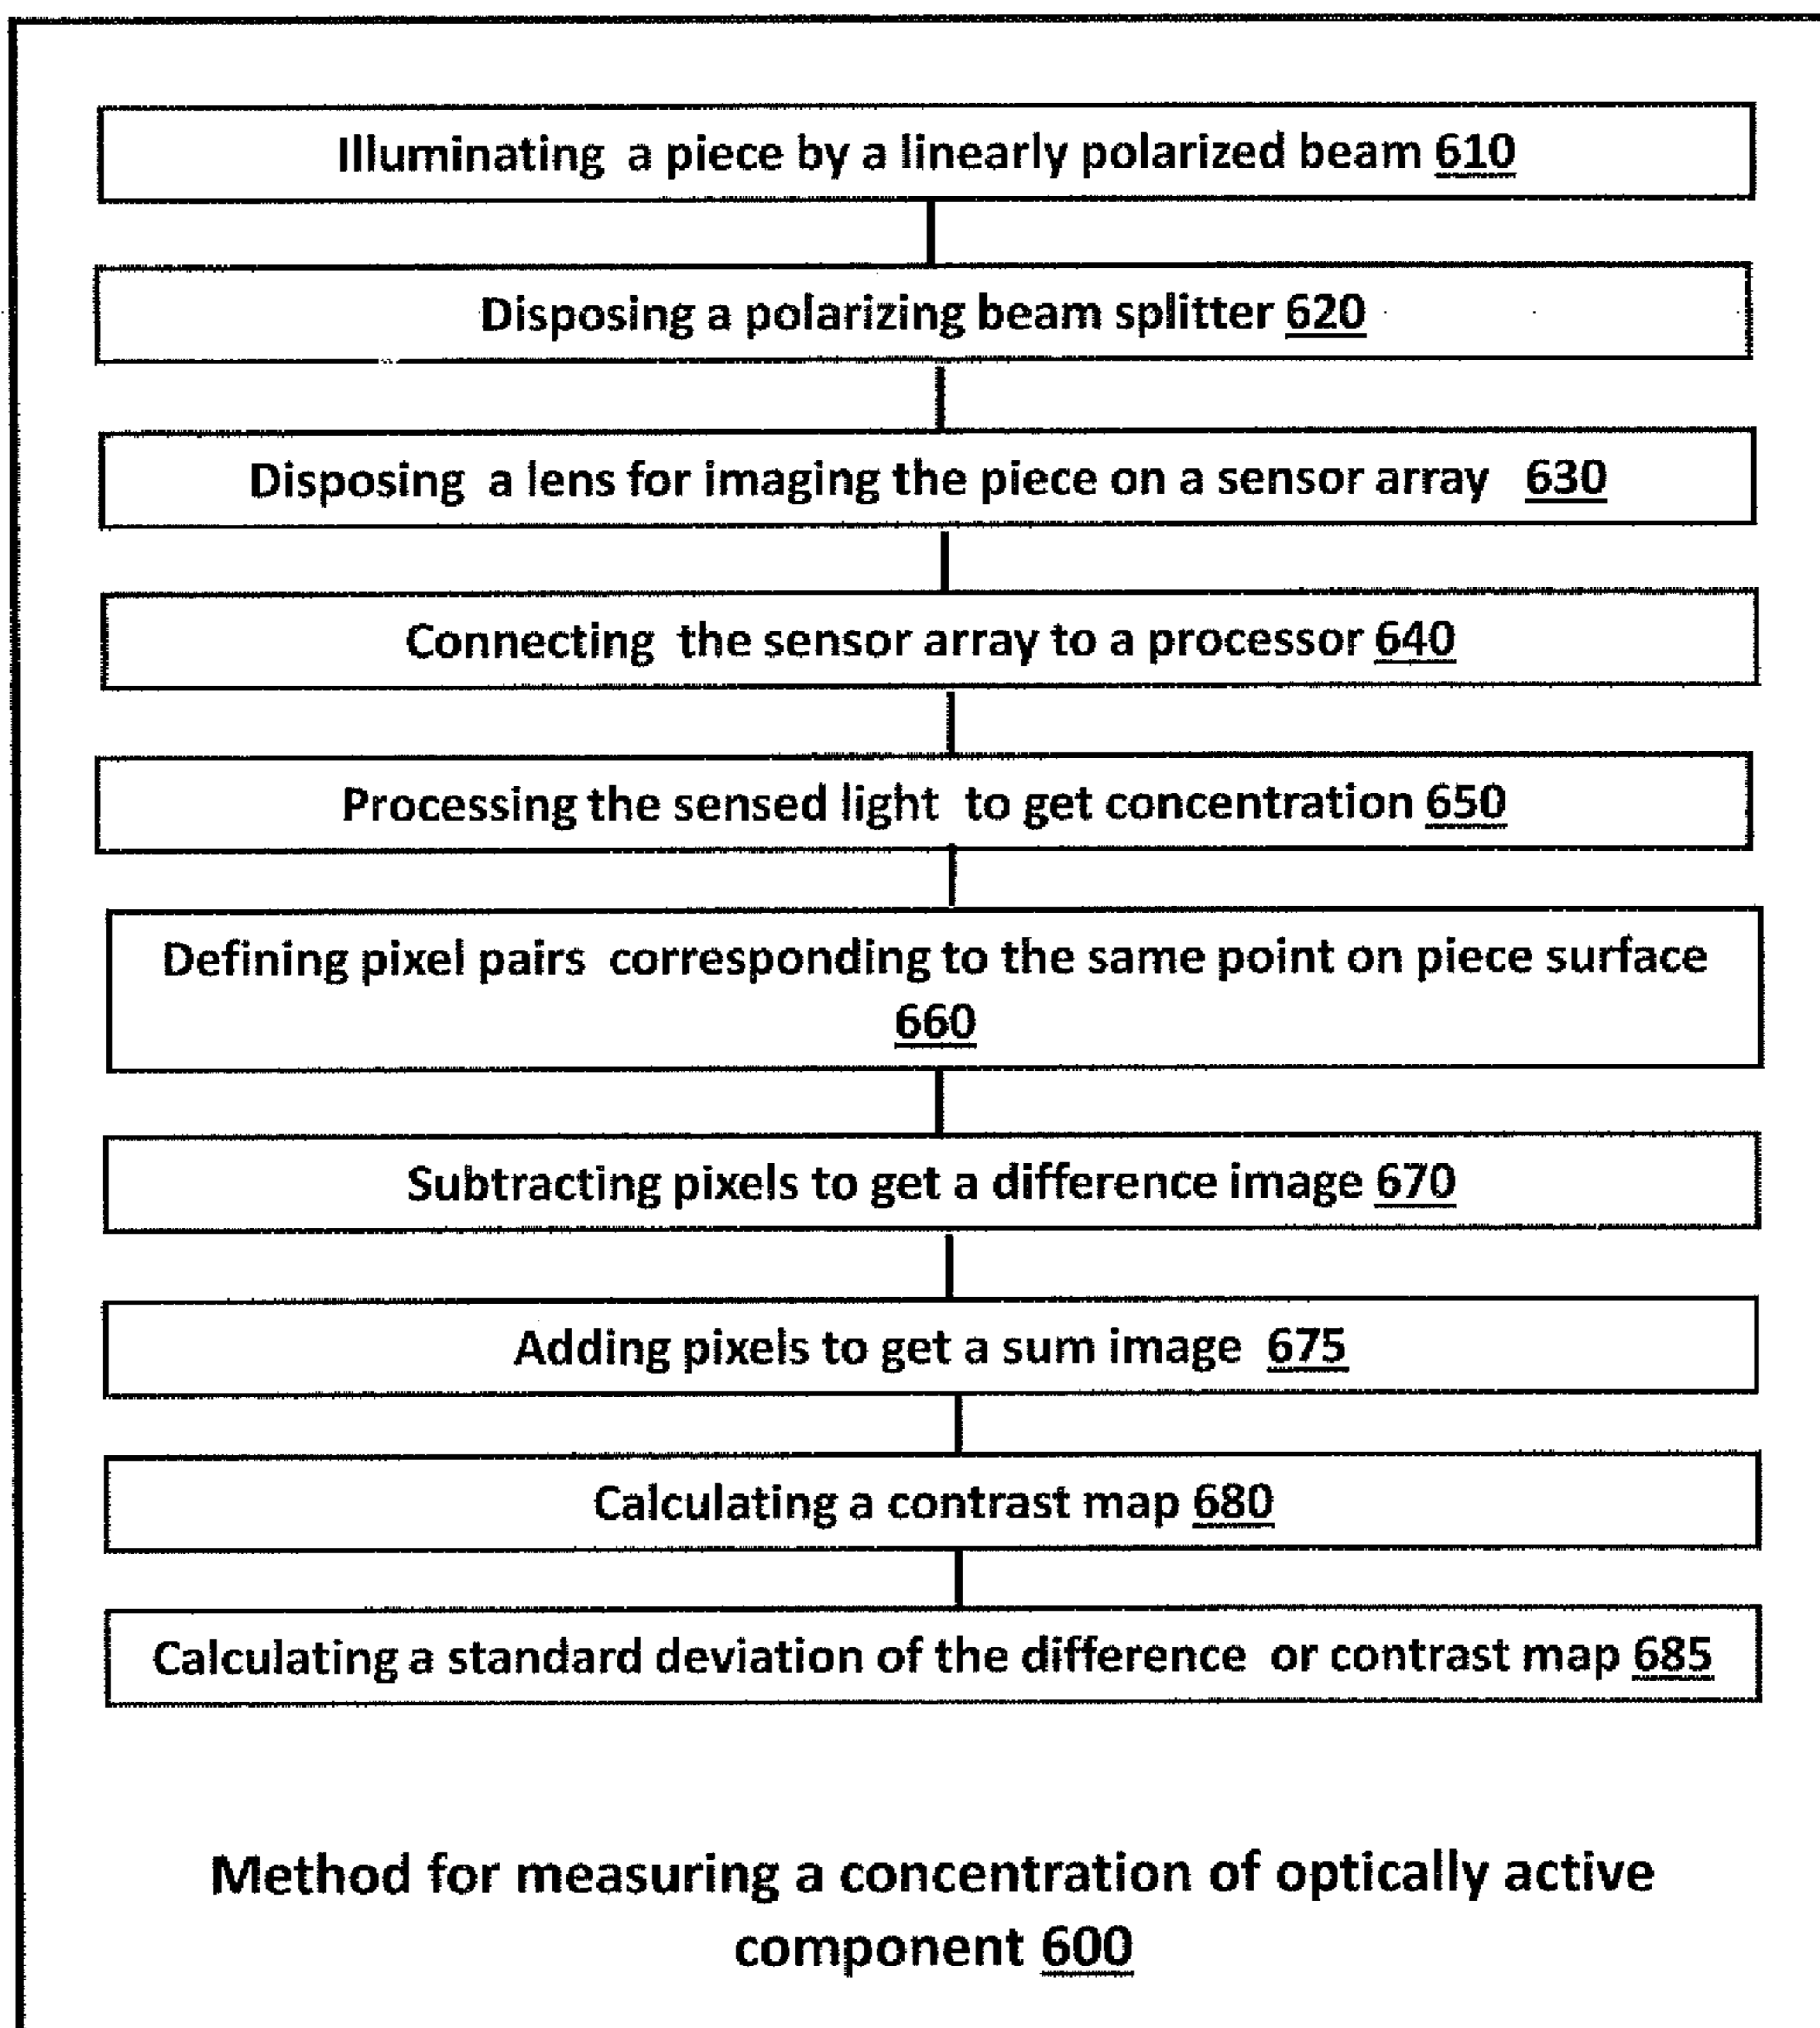 Illuminating a piece by a linearly polarized beam 610
Disposing a polarizing beam splitter 620
Disposing a lens for imaging the piece on a sensor array 630
Connecting the sensor array to a processor 640
Processing the sensed light to get concentration 650
Defining pixel pairs corresponding to the same point on piece surface
660
Subtracting pixels to get a difference image 670
Adding pixels to get a sum image 675
Calculating a contrast map 680
Calculating a standard deviation of the difference or contrast map 685
Method for measuring a concentration of optically active
component 600